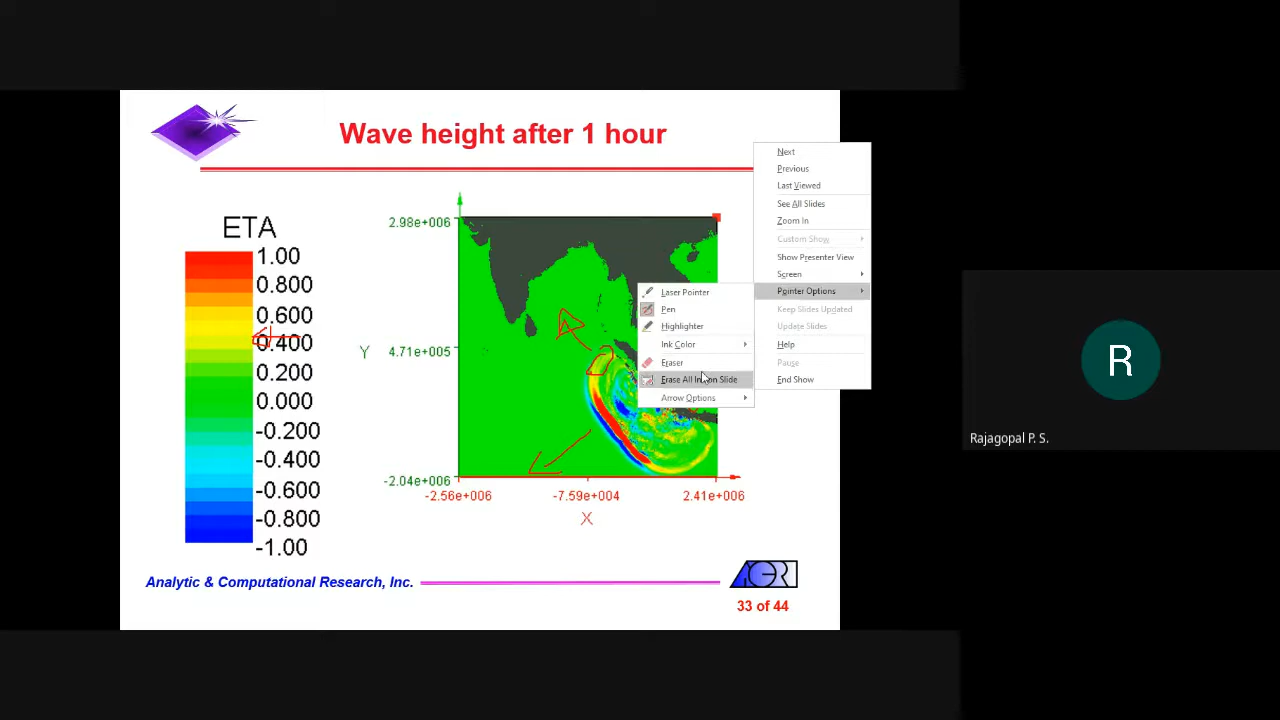 Wave height after 1 hour
ETA
1.00
0.800
0.600
0.400
0.200
0.000
-0.200
-0.400
-0.600
-0.800
-1.00
2.98e+006
Y
4.71e+005
-2.04e+006
-2.56e+006
-7.59e+004
2.41e+006
X
Next
Previous
Last Viewed
See All Slides
Zoom In
Custom Show
Show Presenter View
Screen
Pointer Options
Keep Slides Updated
Update Slides
Help
Pause
End Show
Laser Pointer
Pen
Highlighter
Ink Color
Eraser
Erase All Ink on Slide
Arrow Options
Analytic & Computational Research, Inc.
ACRi
33 of 44
R
Rajagopal P. S.